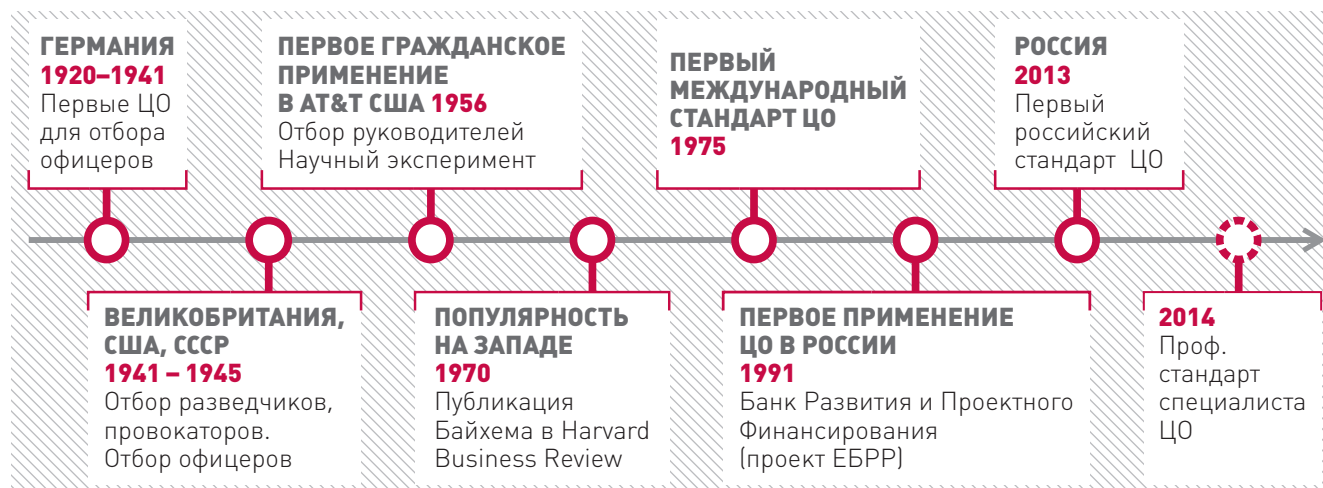 ГЕРМАНИЯ
1920–1941
Первые ЦО
для отбора
офицеров
ВЕЛИКОБРИТАНИЯ,
США, СССР
1941 – 1945
Отбор разведчиков,
провокаторов.
Отбор офицеров
ПЕРВОЕ ГРАЖДАНСКОЕ
ПРИМЕНЕНИЕ
В AT&T США 1956
Отбор руководителей
Научный эксперимент
ПОПУЛЯРНОСТЬ
НА ЗАПАДЕ
1970
Публикация
Байхема в Harvard
Business Review
ПЕРВЫЙ
МЕЖДУНАРОДНЫЙ
СТАНДАРТ ЦО
1975
ПЕРВОЕ ПРИМЕНЕНИЕ
ЦО В РОССИИ
1991
Банк Развития и Проектного
Финансирования
(проект ЕБРР)
РОССИЯ
2013
Первый
российский
стандарт ЦО
2014
Проф.
стандарт
специалиста
ЦО